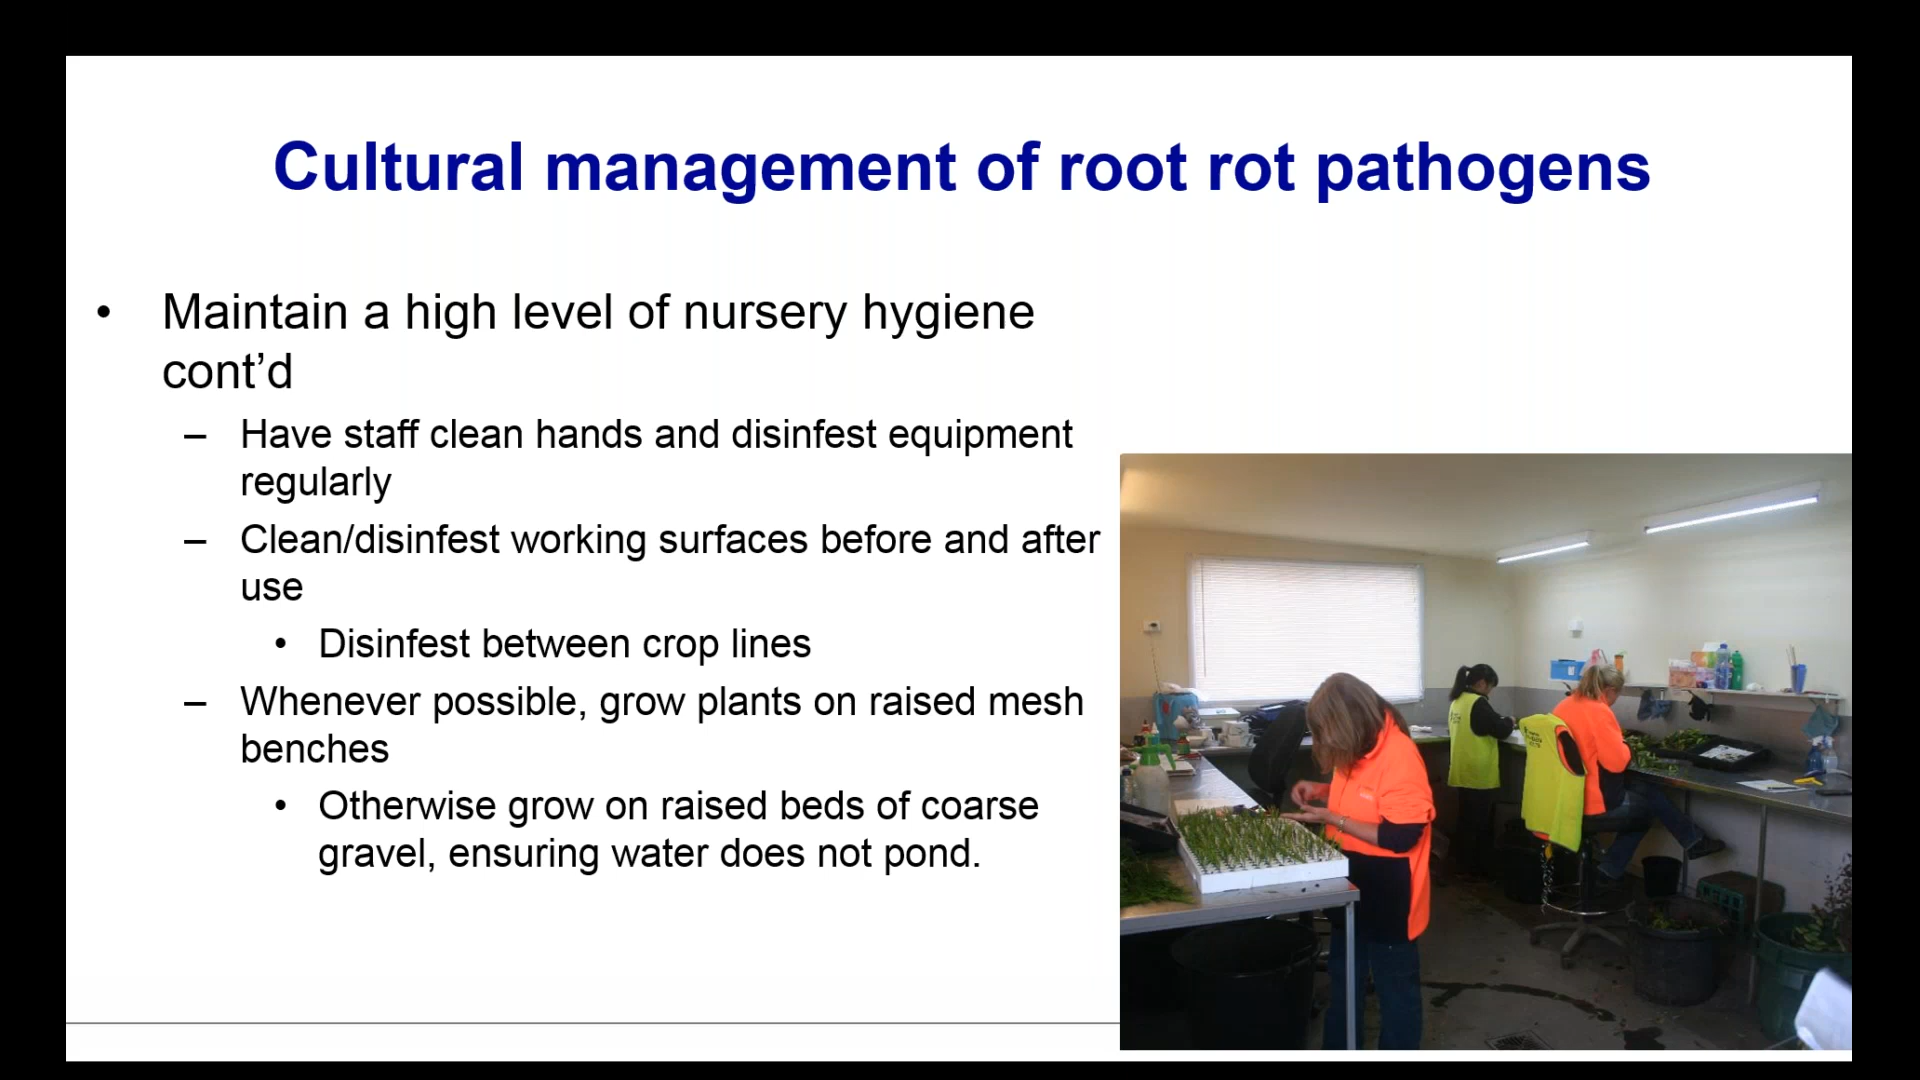 Cultural management of root rot pathogens
• Maintain a high level of nursery hygiene
cont’d
– Have staff clean hands and disinfest equipment
regularly
– Clean/disinfest working surfaces before and after
use
• Disinfest between crop lines
– Whenever possible, grow plants on raised mesh
benches
• Otherwise grow on raised beds of coarse
gravel, ensuring water does not pond.